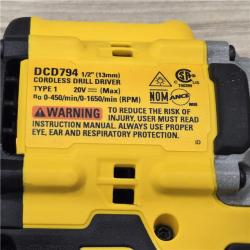 DCD794 1/2" (13mm)
CORDLESS DRILL DRIVER
TYPE 1 20V ⎓ (Max)
n₀ 0-450/min/0-1650/min (RPM)
NOM
WARNING TO REDUCE THE RISK OF
INJURY, USER MUST READ
INSTRUCTION MANUAL. ALWAYS USE PROPER
EYE, EAR AND RESPIRATORY PROTECTION.
ID